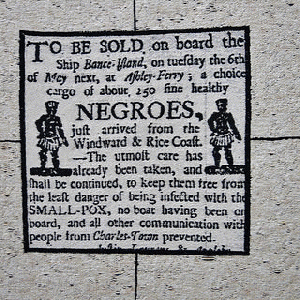 TO BE SOLD, on board the
Ship Bance-Island, on tuesday the 6th
of May next, at Ashley-Ferry; a choice
cargo of about 250 fine healthy
NEGROES,
just arrived from the
Windward & Rice Coast.
—The utmost care has
already been taken, and
shall be continued, to keep them free from
the least danger of being infected with the
SMALL-POX, no boat having been on
board, and all other communication with
people from Charles-Town prevented.